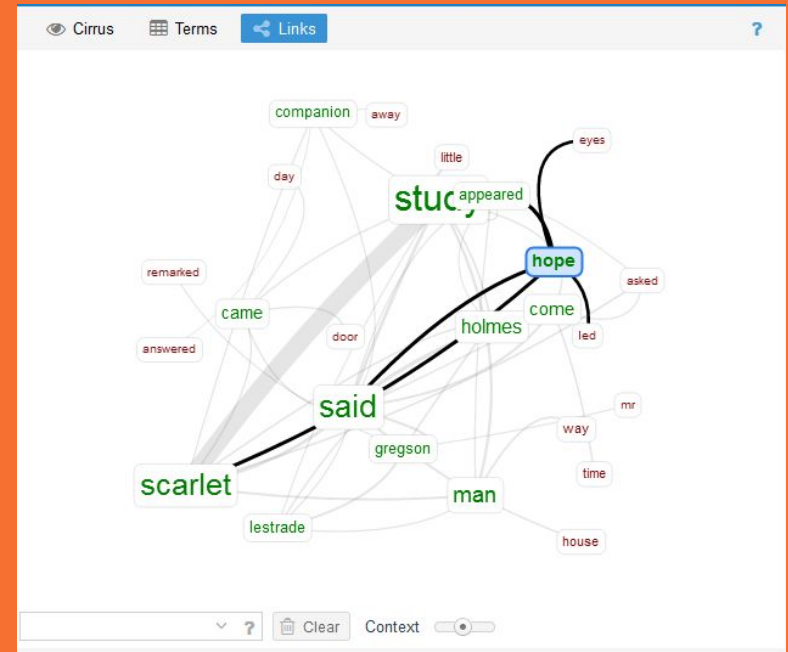 Cirrus Terms Links ?
companion away
eyes
little
day
study appeared
hope
remarked
asked
came
come
holmes
door
led
answered
said
mr
way
gregson
time
scarlet
man
lestrade
house
? Clear Context